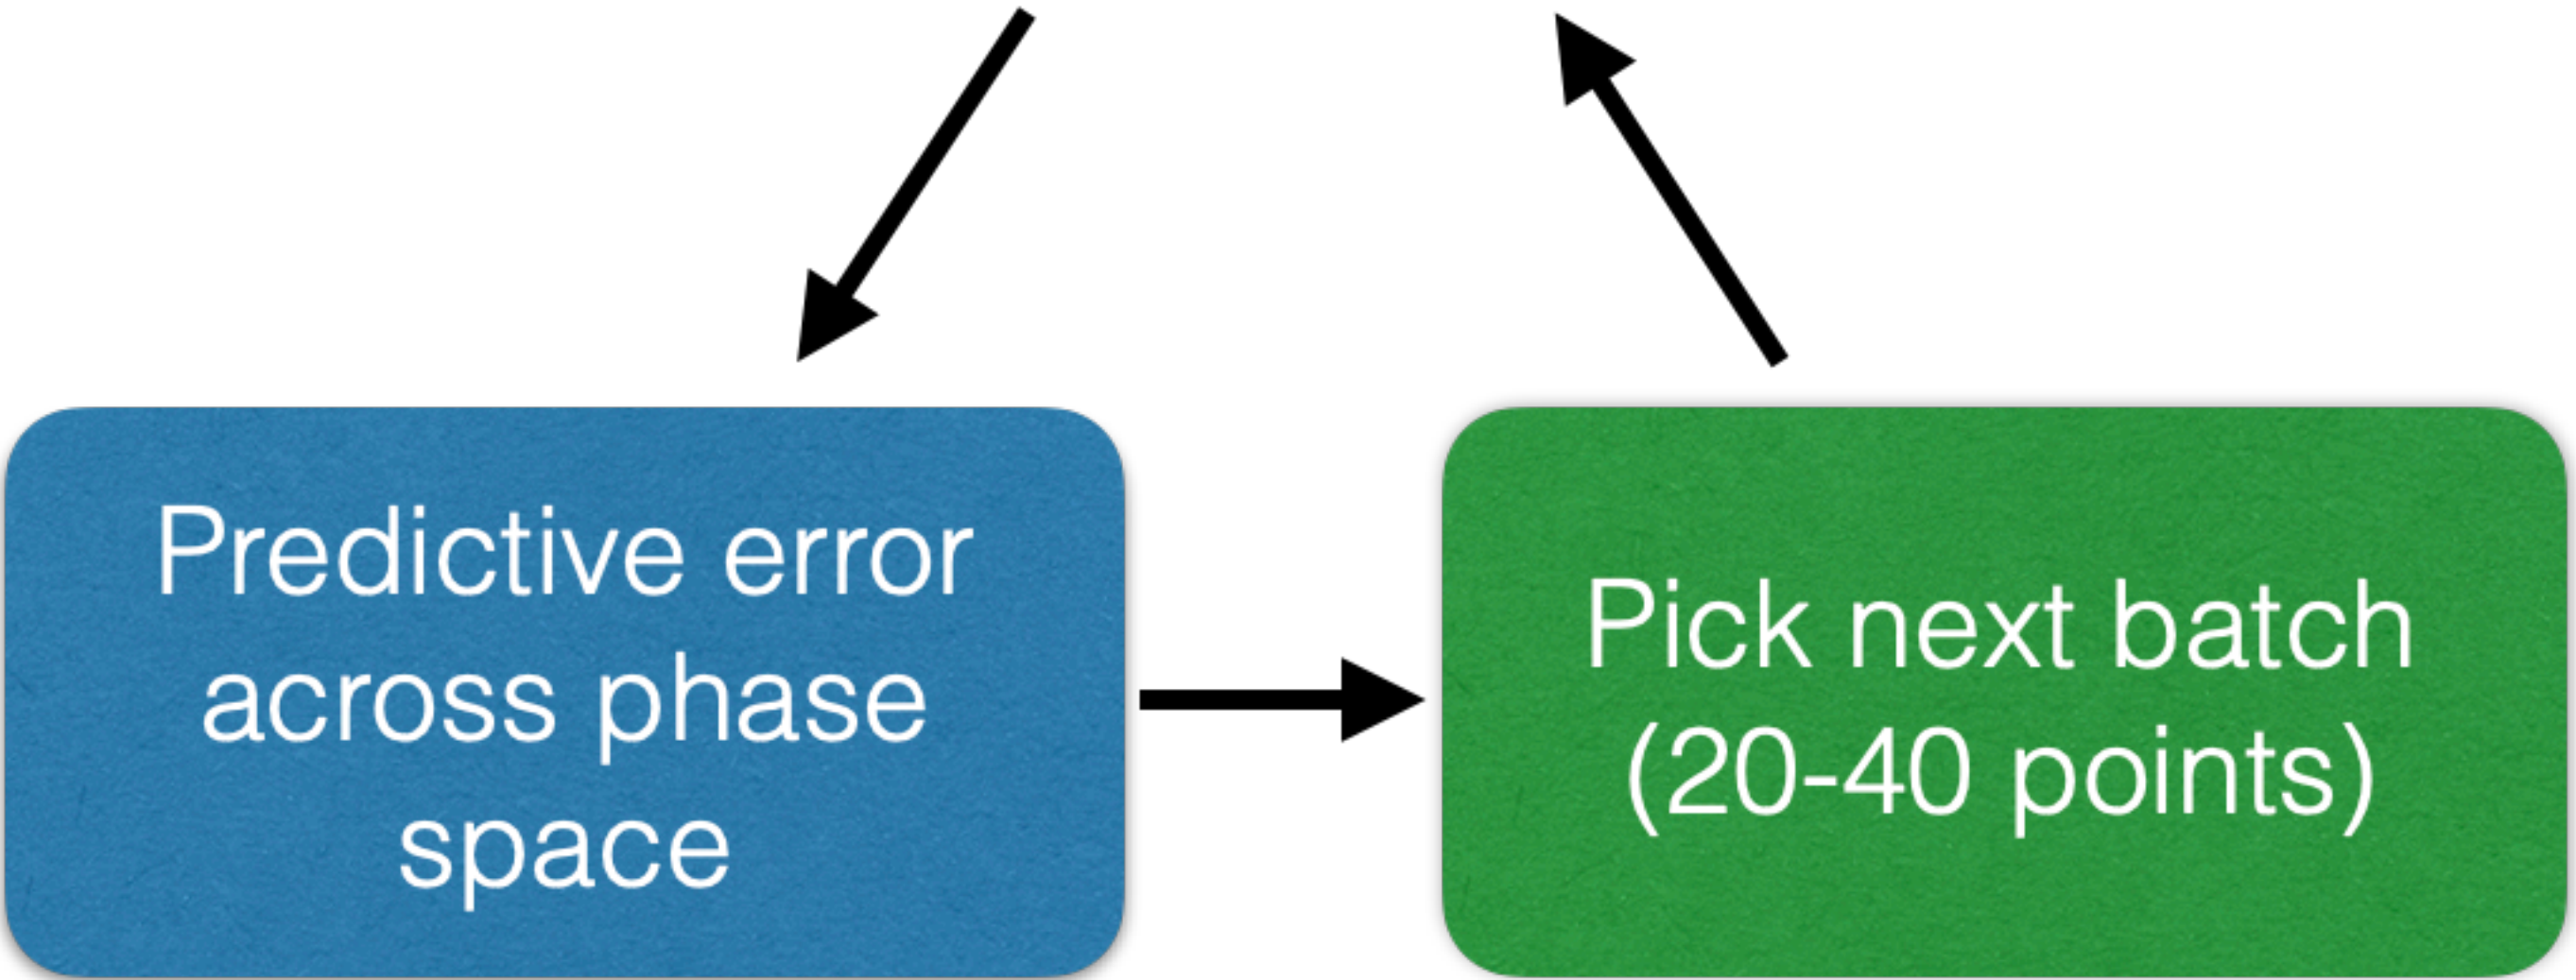 Predictive error
across phase
space
Pick next batch
(20-40 points)